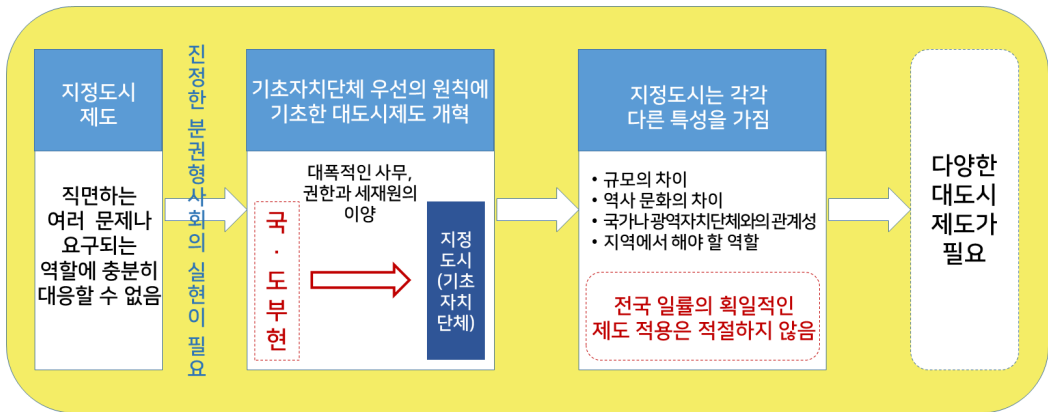 지정도시
제도
직면하는
여러 문제나
요구되는
역할에 충분히
대응할 수 없음
진정한 분권형사회의 실현이 필요
기초자치단체 우선의 원칙에
기초한 대도시제도 개혁
대폭적인 사무,
권한과 세재원의
이양
국·도부현
지정
도시
(기초
자치
단체)
지정도시는 각각
다른 특성을 가짐
• 규모의 차이
• 역사 문화의 차이
• 국가나 광역자치단체와의 관계성
• 지역에서 해야 할 역할
전국 일률의 획일적인
제도 적용은 적절하지 않음
다양한
대도시
제도가
필요